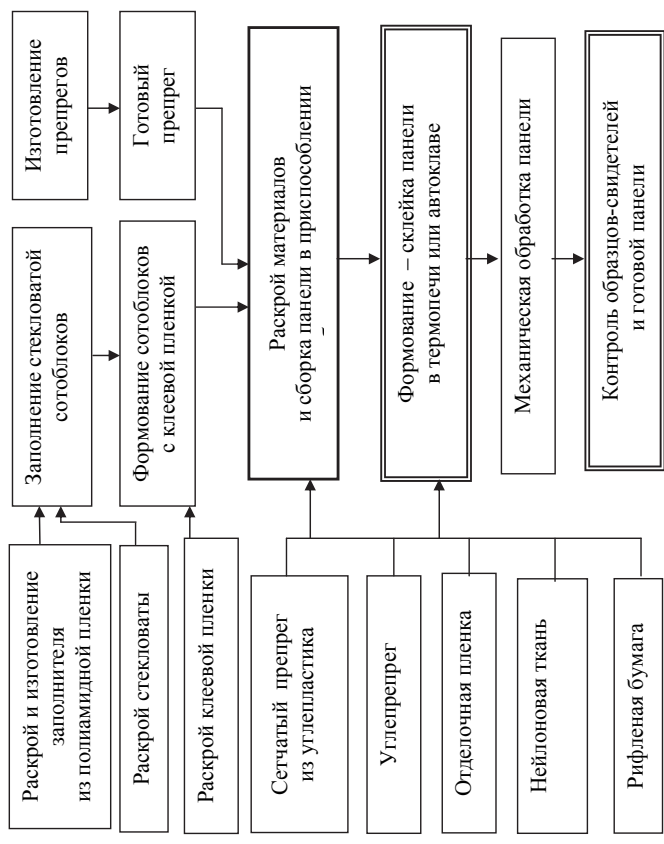 Раскрой и изготовление
заполнителя
из полиамидной пленки
Раскрой стекловаты
Раскрой клеевой пленки
Сетчатый препрег
из углепластика
Углепрепрег
Отделочная пленка
Нейлоновая ткань
Рифленая бумага
Заполнение стекловатой
сотоблоков
Формование сотоблоков
с клеевой пленкой
Изготовление
препрегов
Готовый
препрег
Раскрой материалов
и сборка панели в приспособлении
Формование – склейка панели
в термопечи или автоклаве
Механическая обработка панели
Контроль образцов-свидетелей
и готовой панели